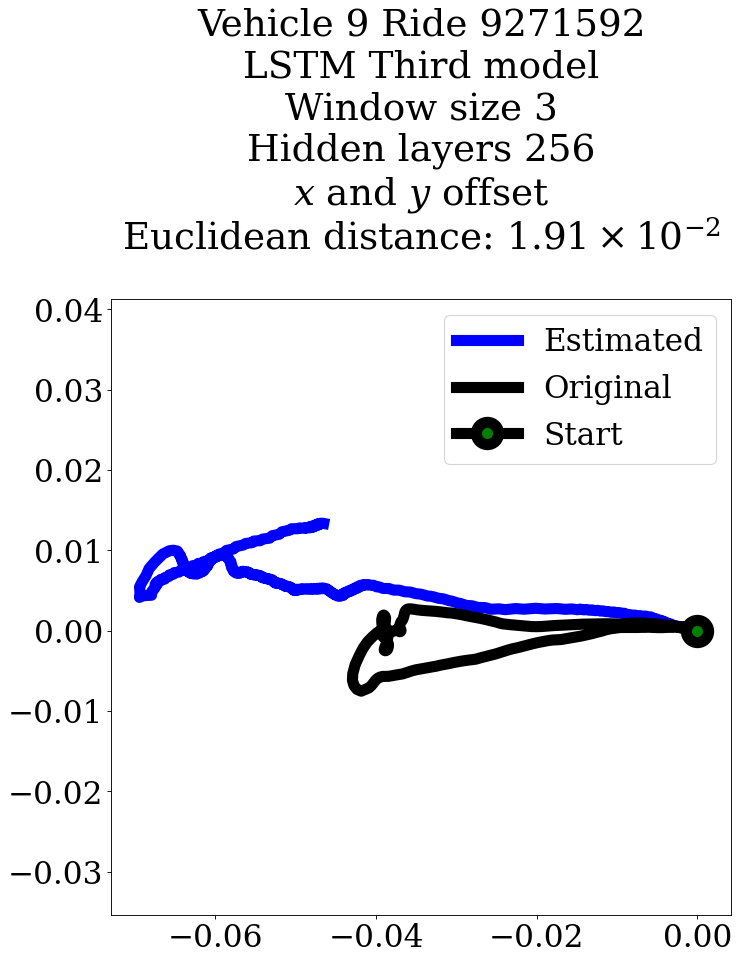 Vehicle 9 Ride 9271592
LSTM Third model
Window size 3
Hidden layers 256
x and y offset
Euclidean distance: 1.91 × 10⁻²
Estimated
Original
Start
0.04
0.03
0.02
0.01
0.00
−0.01
−0.02
−0.03
−0.06
−0.04
−0.02
0.00